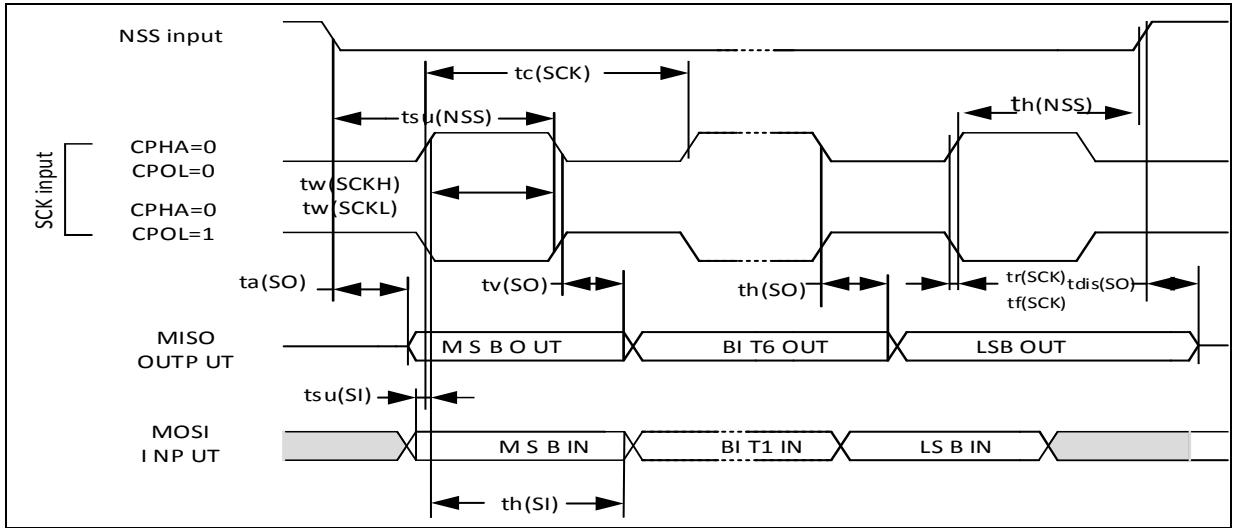 NSS input
tc(SCK)
tsu(NSS)
th(NSS)
SCK input
CPHA=0
CPOL=0
tw(SCKH)
tw(SCKL)
CPHA=0
CPOL=1
ta(SO)
tv(SO)
th(SO)
tr(SCK)
tf(SCK)
tdis(SO)
MISO
OUTP UT
M S B O UT
BI T6 OUT
LSB OUT
tsu(SI)
MOSI
I NP UT
M S B IN
BI T1 IN
LS B IN
th(SI)